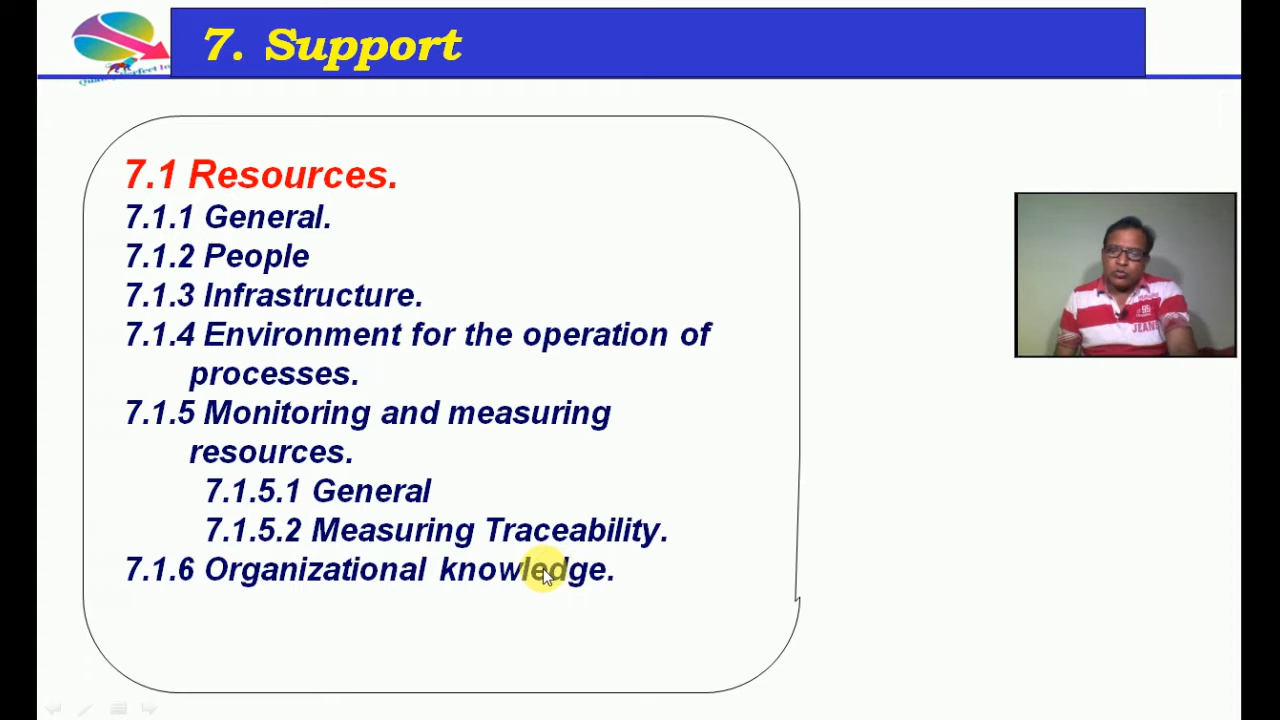 7. Support
7.1 Resources.
7.1.1 General.
7.1.2 People
7.1.3 Infrastructure.
7.1.4 Environment for the operation of
processes.
7.1.5 Monitoring and measuring
resources.
7.1.5.1 General
7.1.5.2 Measuring Traceability.
7.1.6 Organizational knowledge.
JEANS